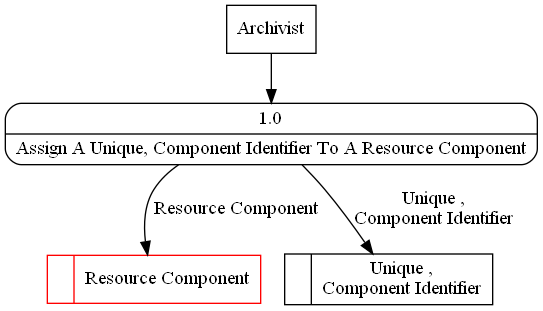 Archivist
1.0
Assign A Unique, Component Identifier To A Resource Component
Resource Component
Unique ,
Component Identifier
Resource Component
Unique ,
Component Identifier